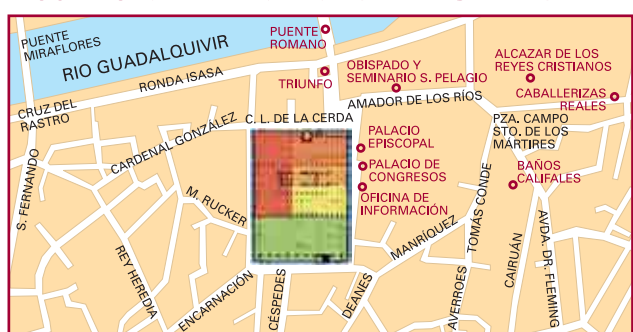 PUENTE
MIRAFLORES
RIO GUADALQUIVIR
PUENTE
ROMANO
RONDA ISASA
TRIUNFO
OBISPADO Y
SEMINARIO S. PELAGIO
ALCAZAR DE LOS
REYES CRISTIANOS
CABALLERIZAS
REALES
AMADOR DE LOS RÍOS
CRUZ DEL
RASTRO
CARDENAL GONZÁLEZ
C. L. DE LA CERDA
PZA. CAMPO
STO. DE LOS
MÁRTIRES
PALACIO
EPISCOPAL
PALACIO DE
CONGRESOS
OFICINA DE
INFORMACIÓN
BAÑOS
CALIFALES
S. FERNANDO
M. RUCKER
REY HEREDIA
ENCARNACIÓN
CÉSPEDES
DEANES
MANRÍQUEZ
TOMÁS CONDE
AVERROES
CAIRUÁN
AVDA. DR. FLEMING